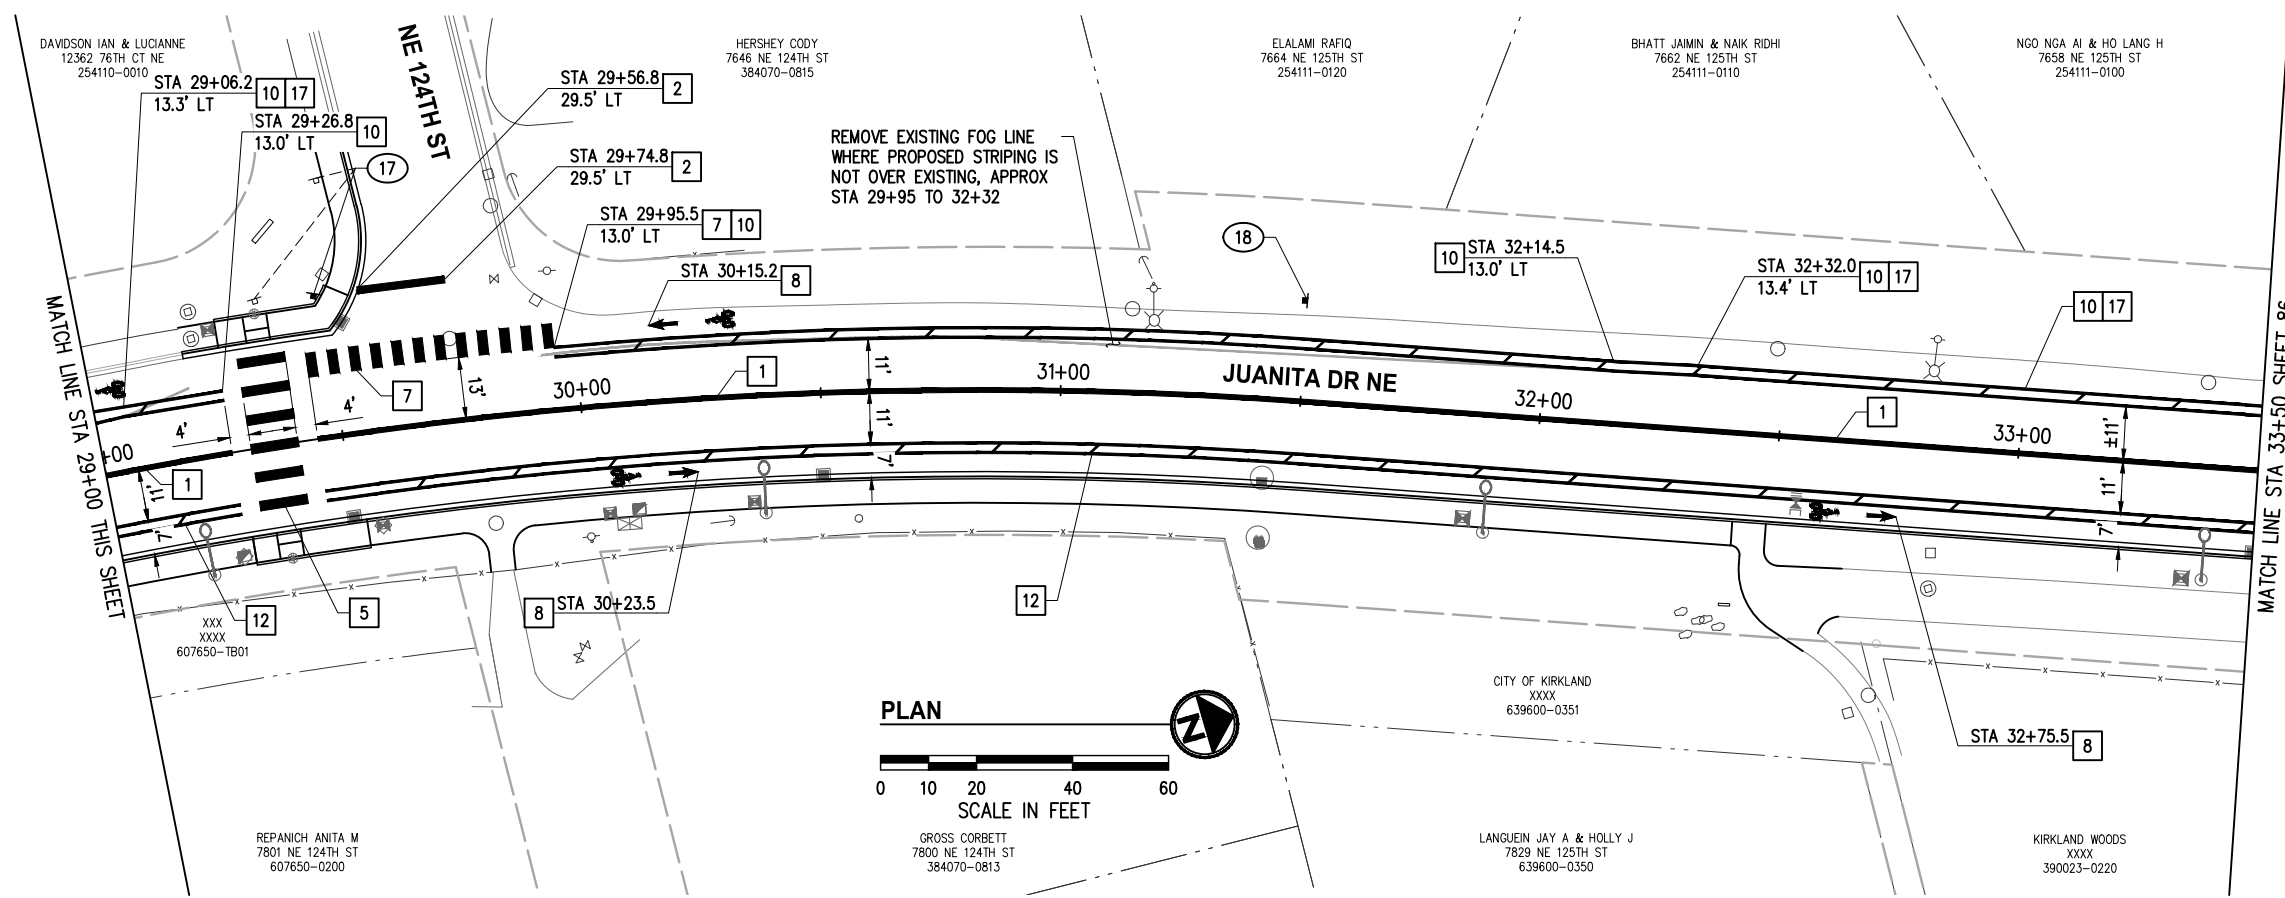 DAVIDSON IAN & LUCIANNE
12362 76TH CT NE
254110-0010
NE 124TH ST
HERSHEY CODY
7646 NE 124TH ST
384070-0815
ELALAMI RAFIQ
7664 NE 125TH ST
254111-0120
BHATT JAIMIN & NAIK RIDHI
7662 NE 125TH ST
254111-0110
NGO NGA AI & HO LANG H
7658 NE 125TH ST
254111-0100
STA 29+06.2
13.3' LT
10 17
STA 29+26.8
13.0' LT
10
17
STA 29+56.8
29.5' LT
2
STA 29+74.8
29.5' LT
2
STA 29+95.5
13.0' LT
7 10
STA 30+15.2
8
REMOVE EXISTING FOG LINE
WHERE PROPOSED STRIPING IS
NOT OVER EXISTING, APPROX
STA 29+95 TO 32+32
18
10
STA 32+14.5
13.0' LT
STA 32+32.0
13.4' LT
10 17
10 17
MATCH LINE STA 29+00 THIS SHEET
MATCH LINE STA 33+50 SHEET 86
+00
30+00
31+00
32+00
33+00
JUANITA DR NE
1
1
1
7
4'
4'
13'
11'
11'
11'
±11'
11'
7'
7'
7'
12
5
8
STA 30+23.5
12
XXX
XXXX
607650-TB01
CITY OF KIRKLAND
XXXX
639600-0351
STA 32+75.5
8
PLAN
N
0 10 20 40 60
SCALE IN FEET
REPANICH ANITA M
7801 NE 124TH ST
607650-0200
GROSS CORBETT
7800 NE 124TH ST
384070-0813
LANGUEIN JAY A & HOLLY J
7829 NE 125TH ST
639600-0350
KIRKLAND WOODS
XXXX
390023-0220